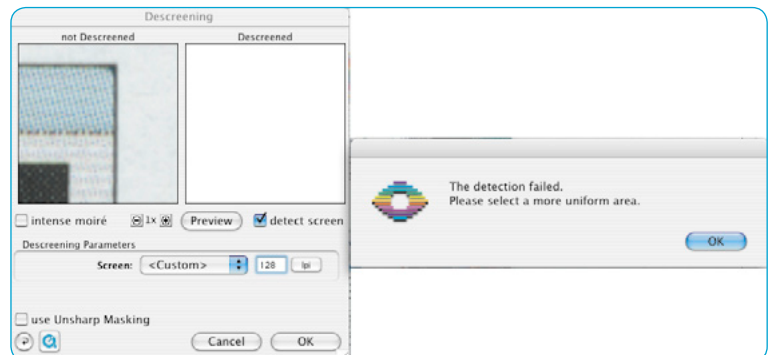 Descreening
not Descreened Descreened
intense moiré 1x Preview detect screen
Descreening Parameters
Screen: <Custom> 128 lpi
use Unsharp Masking
Cancel OK
The detection failed.
Please select a more uniform area.
OK